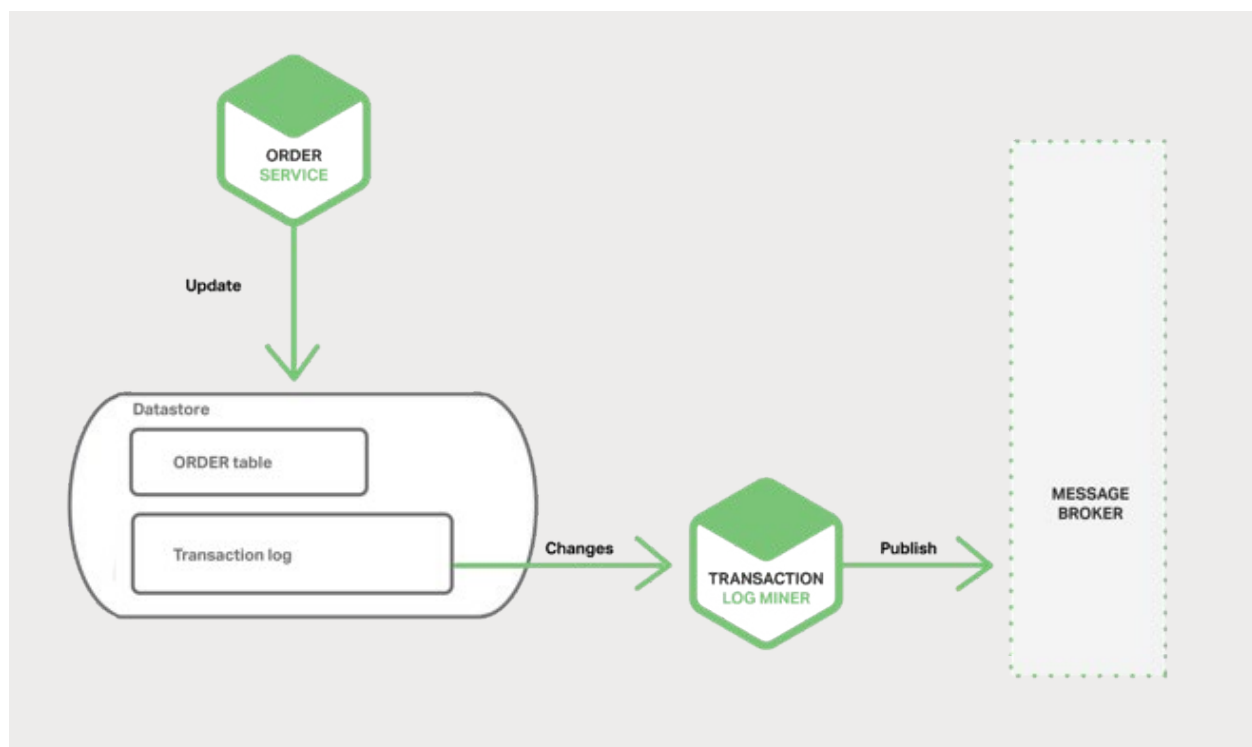 ORDER
SERVICE
Update
Datastore
ORDER table
Transaction log
Changes
TRANSACTION
LOG MINER
Publish
MESSAGE
BROKER